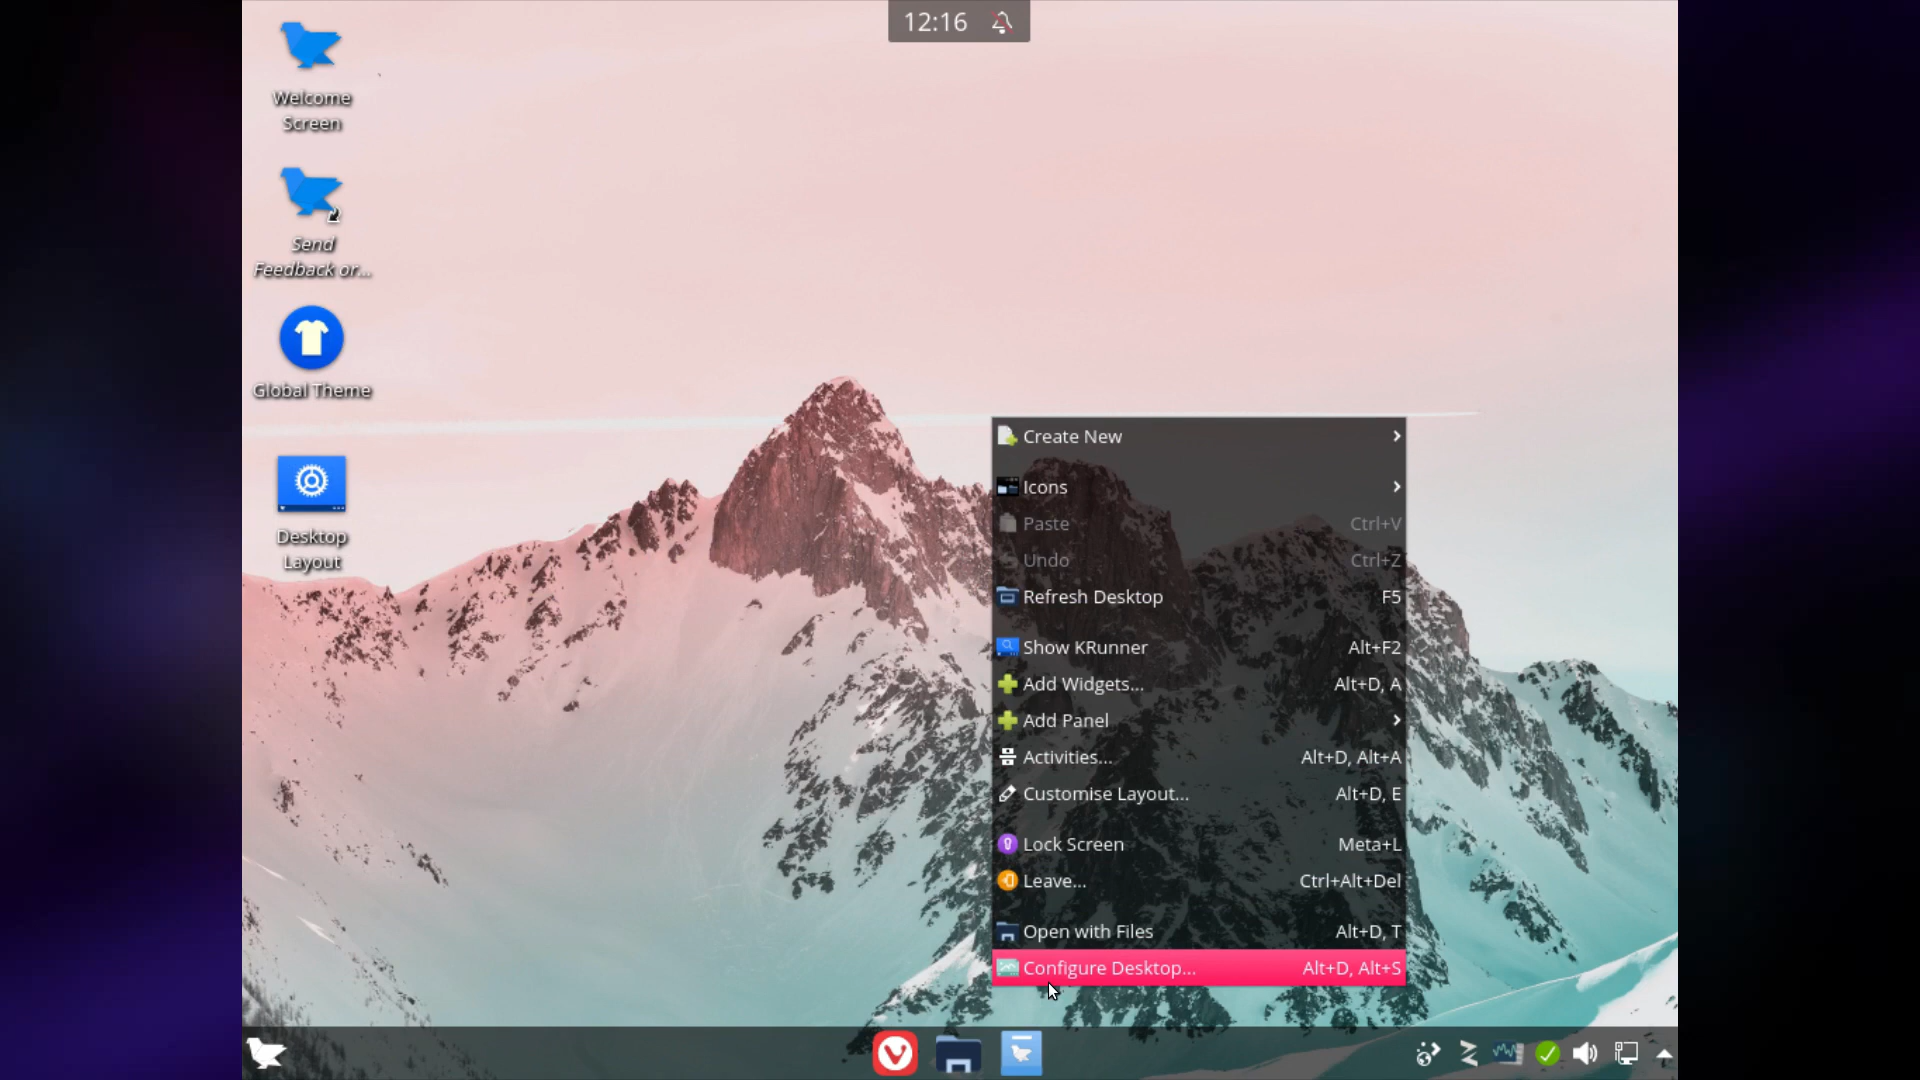 12:16
Welcome
Screen
Send
Feedback or...
Global Theme
Desktop
Layout
Create New
Icons
Paste Ctrl+V
Undo Ctrl+Z
Refresh Desktop F5
Show KRunner Alt+F2
Add Widgets... Alt+D, A
Add Panel
Activities... Alt+D, Alt+A
Customise Layout... Alt+D, E
Lock Screen Meta+L
Leave... Ctrl+Alt+Del
Open with Files Alt+D, T
Configure Desktop... Alt+D, Alt+S